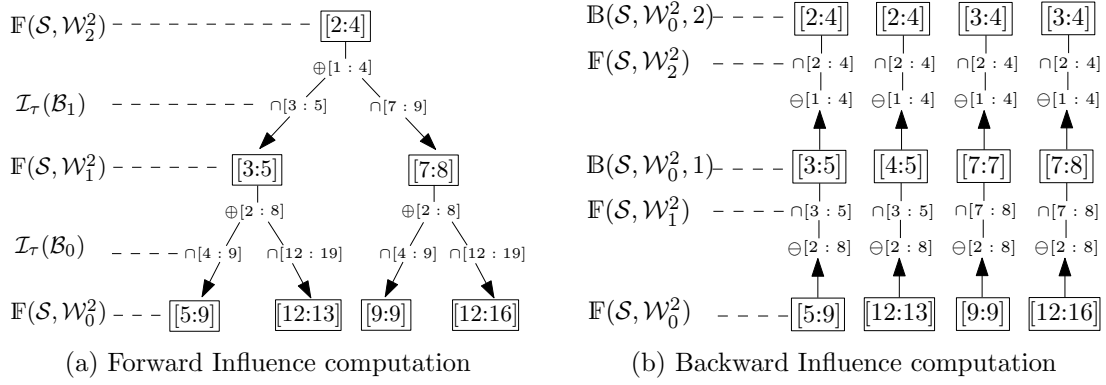 𝔽(𝒮, 𝒲₂²) [2:4]
⊕[1 : 4]
ℐ_τ(ℬ₁) ∩[3 : 5] ∩[7 : 9]
𝔽(𝒮, 𝒲₁²) [3:5] [7:8]
⊕[2 : 8] ⊕[2 : 8]
ℐ_τ(ℬ₀) ∩[4 : 9] ∩[12 : 19] ∩[4 : 9] ∩[12 : 19]
𝔽(𝒮, 𝒲₀²) [5:9] [12:13] [9:9] [12:16]
(a) Forward Influence computation
𝔹(𝒮, 𝒲₀², 2) [2:4] [2:4] [3:4] [3:4]
𝔽(𝒮, 𝒲₂²) ∩[2 : 4] ∩[2 : 4] ∩[2 : 4] ∩[2 : 4]
⊖[1 : 4] ⊖[1 : 4] ⊖[1 : 4] ⊖[1 : 4]
𝔹(𝒮, 𝒲₀², 1) [3:5] [4:5] [7:7] [7:8]
𝔽(𝒮, 𝒲₁²) ∩[3 : 5] ∩[3 : 5] ∩[7 : 8] ∩[7 : 8]
⊖[2 : 8] ⊖[2 : 8] ⊖[2 : 8] ⊖[2 : 8]
𝔽(𝒮, 𝒲₀²) [5:9] [12:13] [9:9] [12:16]
(b) Backward Influence computation